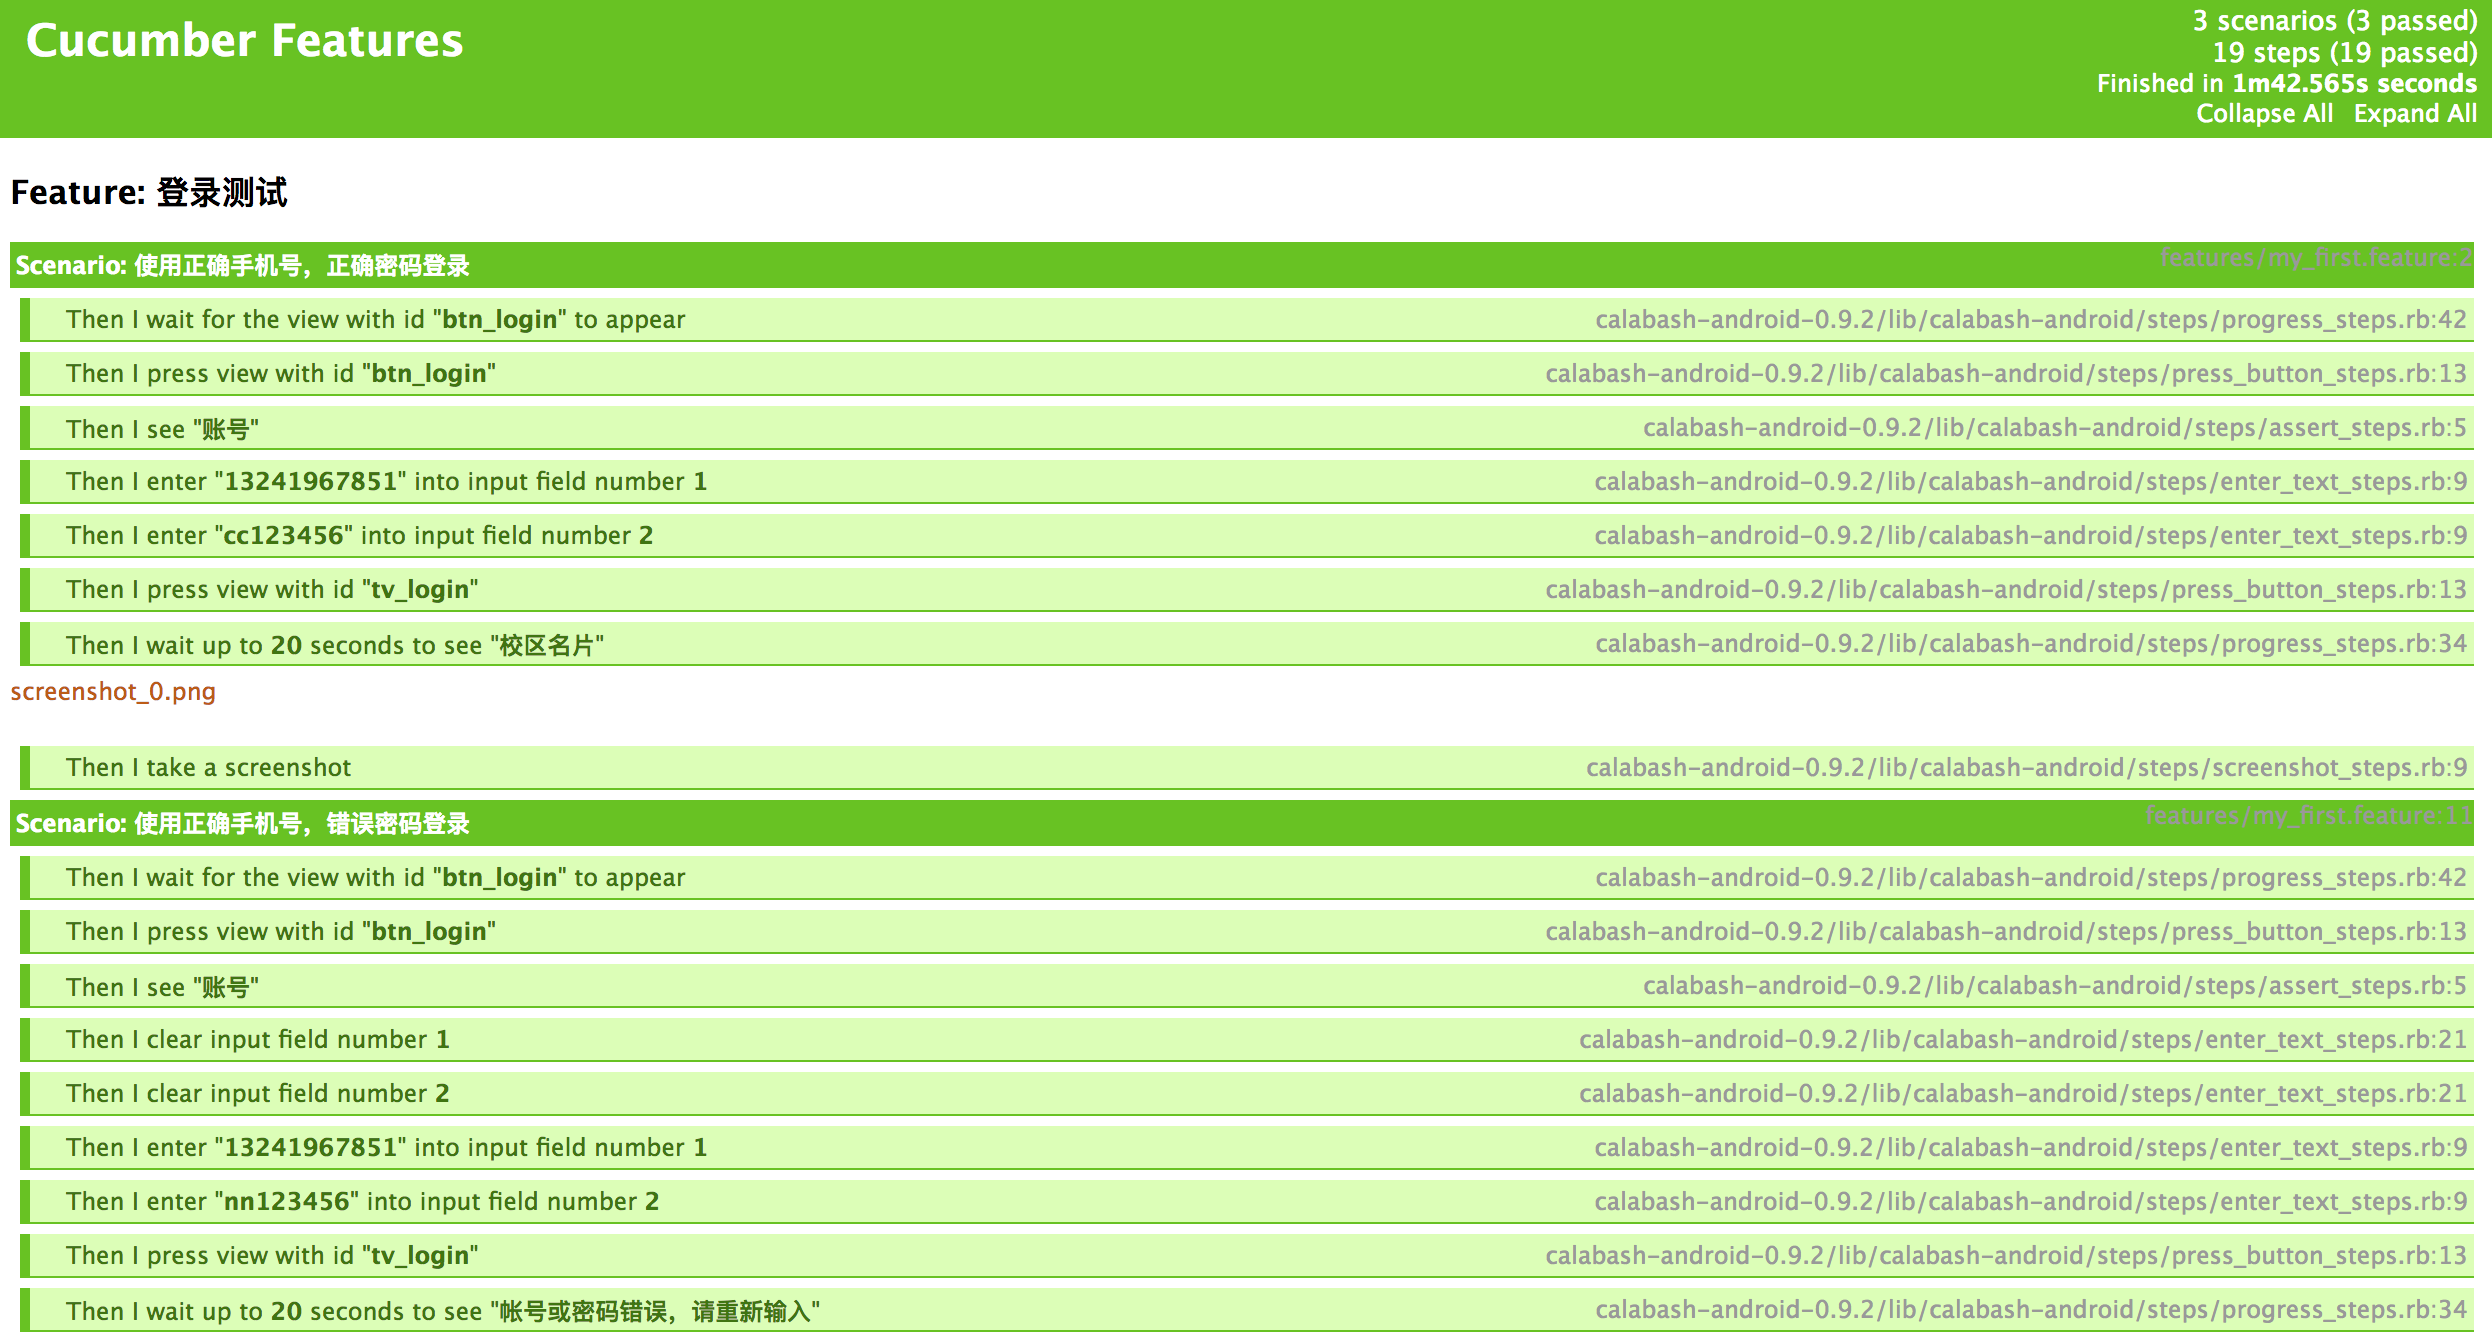 Cucumber Features
3 scenarios (3 passed)
19 steps (19 passed)
Finished in 1m42.565s seconds
Collapse All Expand All
Feature: 登录测试
Scenario: 使用正确手机号，正确密码登录 features/my_first.feature:2
Then I wait for the view with id "btn_login" to appear calabash-android-0.9.2/lib/calabash-android/steps/progress_steps.rb:42
Then I press view with id "btn_login" calabash-android-0.9.2/lib/calabash-android/steps/press_button_steps.rb:13
Then I see "账号" calabash-android-0.9.2/lib/calabash-android/steps/assert_steps.rb:5
Then I enter "13241967851" into input field number 1 calabash-android-0.9.2/lib/calabash-android/steps/enter_text_steps.rb:9
Then I enter "cc123456" into input field number 2 calabash-android-0.9.2/lib/calabash-android/steps/enter_text_steps.rb:9
Then I press view with id "tv_login" calabash-android-0.9.2/lib/calabash-android/steps/press_button_steps.rb:13
Then I wait up to 20 seconds to see "校区名片" calabash-android-0.9.2/lib/calabash-android/steps/progress_steps.rb:34
screenshot_0.png
Then I take a screenshot calabash-android-0.9.2/lib/calabash-android/steps/screenshot_steps.rb:9
Scenario: 使用正确手机号，错误密码登录 features/my_first.feature:11
Then I wait for the view with id "btn_login" to appear calabash-android-0.9.2/lib/calabash-android/steps/progress_steps.rb:42
Then I press view with id "btn_login" calabash-android-0.9.2/lib/calabash-android/steps/press_button_steps.rb:13
Then I see "账号" calabash-android-0.9.2/lib/calabash-android/steps/assert_steps.rb:5
Then I clear input field number 1 calabash-android-0.9.2/lib/calabash-android/steps/enter_text_steps.rb:21
Then I clear input field number 2 calabash-android-0.9.2/lib/calabash-android/steps/enter_text_steps.rb:21
Then I enter "13241967851" into input field number 1 calabash-android-0.9.2/lib/calabash-android/steps/enter_text_steps.rb:9
Then I enter "nn123456" into input field number 2 calabash-android-0.9.2/lib/calabash-android/steps/enter_text_steps.rb:9
Then I press view with id "tv_login" calabash-android-0.9.2/lib/calabash-android/steps/press_button_steps.rb:13
Then I wait up to 20 seconds to see "帐号或密码错误，请重新输入" calabash-android-0.9.2/lib/calabash-android/steps/progress_steps.rb:34